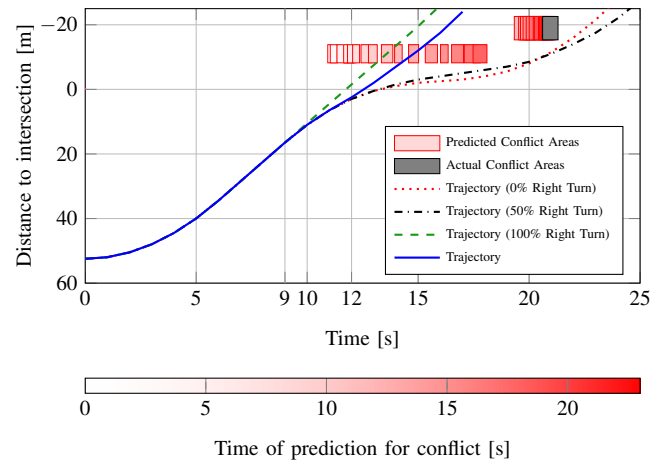 −20
0
20
40
60
Distance to intersection [m]
0 5 9 10 12 15 20 25
Time [s]
Predicted Conflict Areas
Actual Conflict Areas
Trajectory (0% Right Turn)
Trajectory (50% Right Turn)
Trajectory (100% Right Turn)
Trajectory
0 5 10 15 20
Time of prediction for conflict [s]